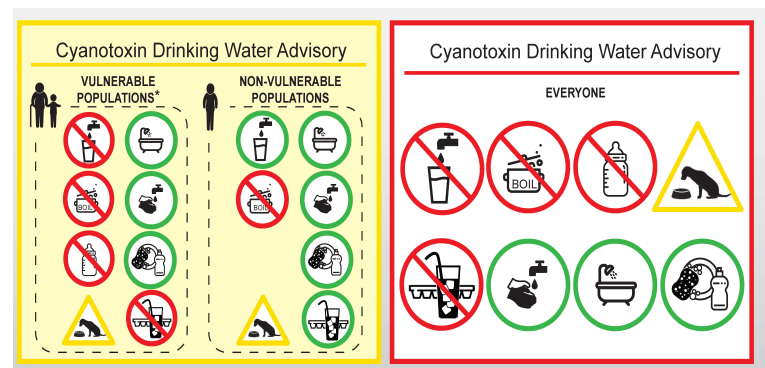 Cyanotoxin Drinking Water Advisory
VULNERABLE
POPULATIONS*
NON-VULNERABLE
POPULATIONS
BOIL
BOIL
Cyanotoxin Drinking Water Advisory
EVERYONE
BOIL